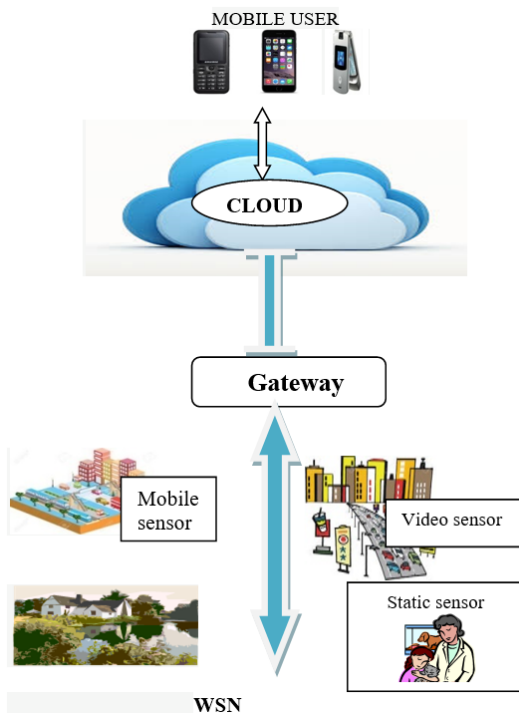 MOBILE USER
CLOUD
Gateway
Mobile
sensor
Video sensor
Static sensor
WSN